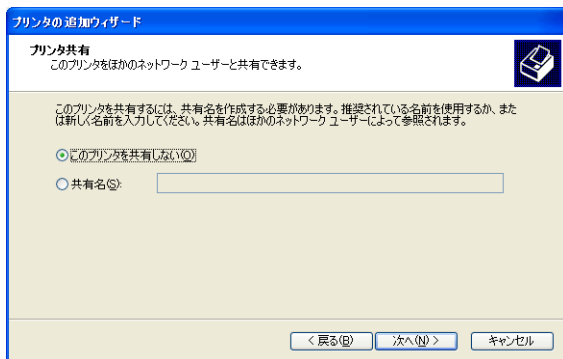 プリンタの追加ウィザード
プリンタ共有
このプリンタをほかのネットワーク ユーザーと共有できます。
このプリンタを共有するには、共有名を作成する必要があります。推奨されている名前を使用するか、また
は新しく名前を入力してください。共有名はほかのネットワーク ユーザーによって参照されます。
このプリンタを共有しない(O)
共有名(S):
< 戻る(B) 次へ(N) > キャンセル